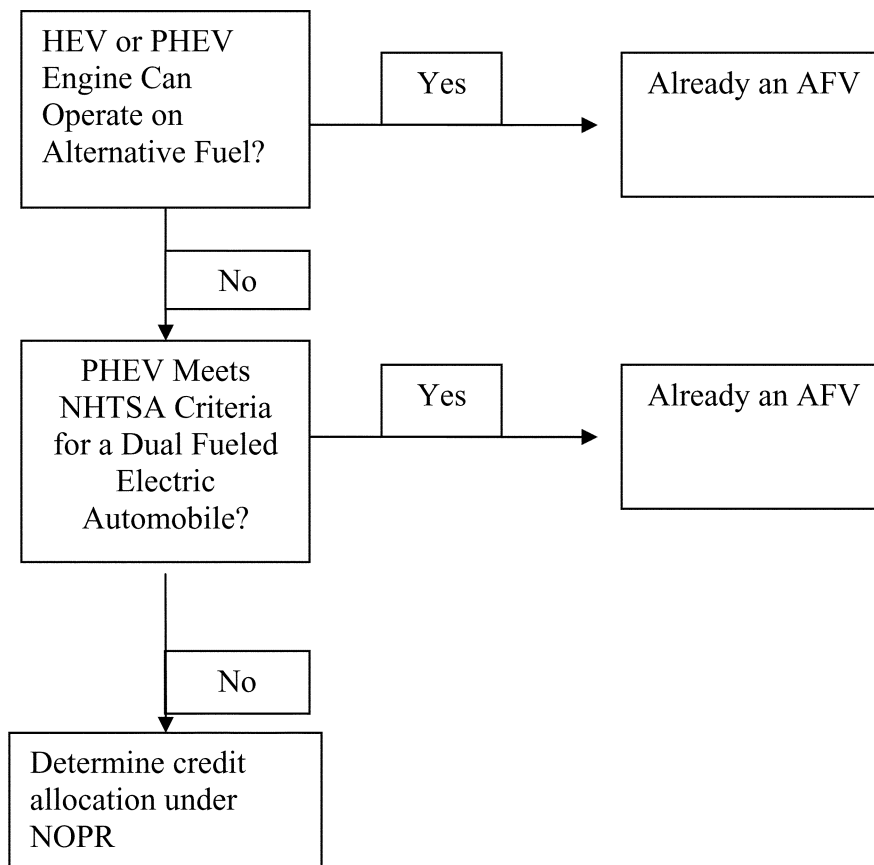 HEV or PHEV
Engine Can
Operate on
Alternative Fuel?
Yes
Already an AFV
No
PHEV Meets
NHTSA Criteria
for a Dual Fueled
Electric
Automobile?
Yes
Already an AFV
No
Determine credit
allocation under
NOPR